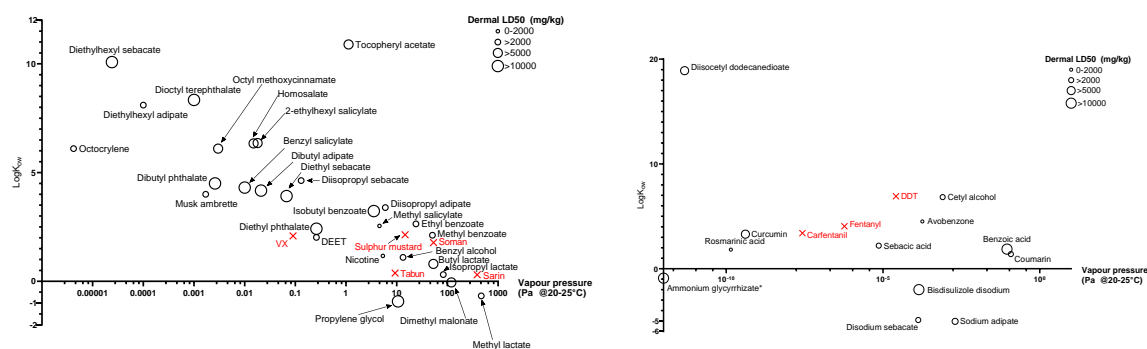 Dermal LD50 (mg/kg)
0-2000
>2000
>5000
>10000
12
10
5
0
-1
-2
LogKow
Diethylhexyl sebacate
Tocopheryl acetate
Octyl methoxycinnamate
Dioctyl terephthalate
Homosalate
Diethylhexyl adipate
2-ethylhexyl salicylate
Octocrylene
Benzyl salicylate
Dibutyl adipate
Diethyl sebacate
Dibutyl phthalate
Diisopropyl sebacate
Musk ambrette
Isobutyl benzoate
Diisopropyl adipate
Methyl salicylate
Diethyl phthalate
Ethyl benzoate
VX
DEET
Methyl benzoate
Sulphur mustard
Soman
Benzyl alcohol
Nicotine
Butyl lactate
Isopropyl lactate
Tabun
Sarin
0.00001
0.0001
0.001
0.01
0.1
1
10
100
1000
Vapour pressure
(Pa @20-25°C)
Propylene glycol
Dimethyl malonate
Methyl lactate
Dermal LD50 (mg/kg)
0-2000
>2000
>5000
>10000
20
15
10
5
0
-5
-6
LogKow
Diisocetyl dodecanedioate
DDT
Cetyl alcohol
Fentanyl
Avobenzone
Curcumin
Carfentanil
Rosmarinic acid
Sebacic acid
Benzoic acid
Coumarin
10-10
10-5
100
Vapour pressure
(Pa @20-25°C)
Ammonium glycyrrhizate*
Bisdisulizole disodium
Disodium sebacate
Sodium adipate